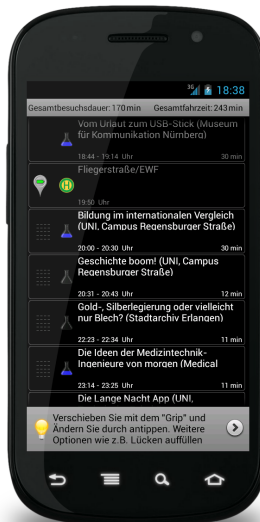 3G 18:38
Gesamtbesuchsdauer: 170 min Gesamtfahrzeit: 243 min
Vom Urlaut zum USB-Stick (Museum
für Kommunikation Nürnberg)
18:44 - 19:14 Uhr 30 min
H Fliegerstraße/EWF
19:50 Uhr
Bildung im internationalen Vergleich
(UNI, Campus Regensburger Straße)
20:00 - 20:30 Uhr 30 min
Geschichte boom! (UNI, Campus
Regensburger Straße)
20:31 - 20:43 Uhr 12 min
Gold-, Silberlegierung oder vielleicht
nur Blech? (Stadtarchiv Erlangen)
22:23 - 22:34 Uhr 11 min
Die Ideen der Medizintechnik-
Ingenieure von morgen (Medical
23:14 - 23:25 Uhr 11 min
Die Lange Nacht App (UNI,
Verschieben Sie mit dem "Grip" und
Ändern Sie durch antippen. Weitere
Optionen wie z.B. Lücken auffüllen